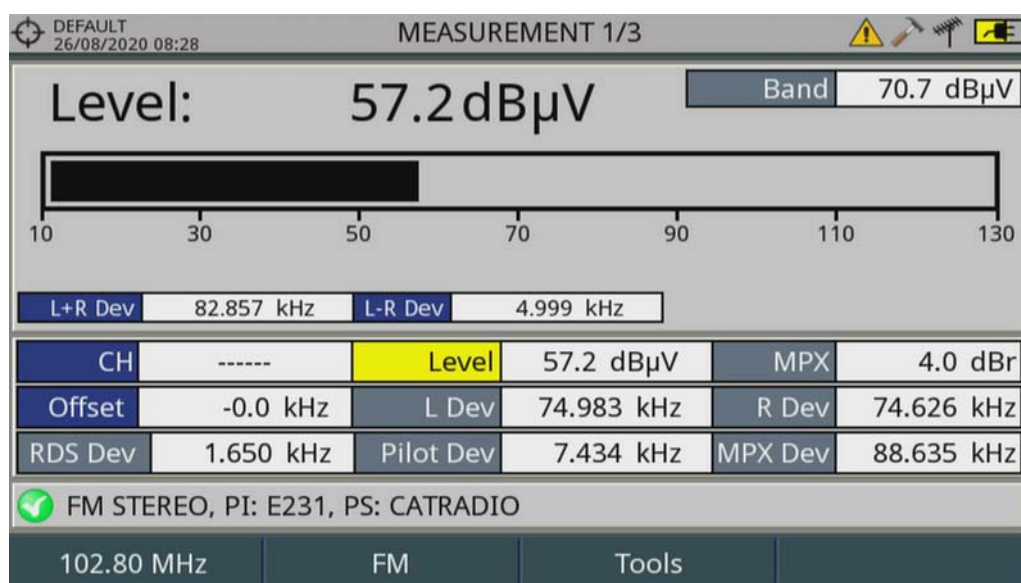 DEFAULT
26/08/2020 08:28
MEASUREMENT 1/3
Level: 57.2 dBµV
Band 70.7 dBµV
10 30 50 70 90 110 130
L+R Dev 82.857 kHz L-R Dev 4.999 kHz
CH ------ Level 57.2 dBµV MPX 4.0 dBr
Offset -0.0 kHz L Dev 74.983 kHz R Dev 74.626 kHz
RDS Dev 1.650 kHz Pilot Dev 7.434 kHz MPX Dev 88.635 kHz
FM STEREO, PI: E231, PS: CATRADIO
102.80 MHz FM Tools